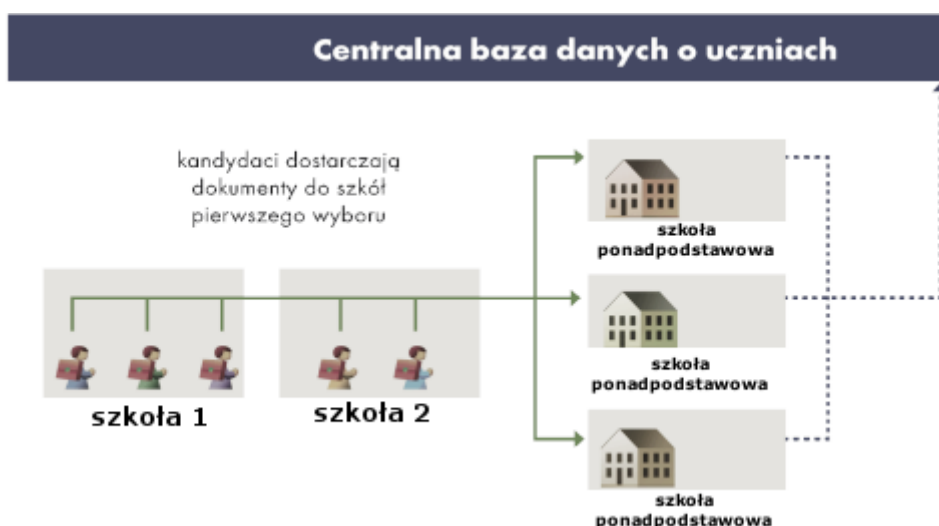 Centralna baza danych o uczniach
kandydaci dostarczają
dokumenty do szkół
pierwszego wyboru
szkoła
ponadpodstawowa
szkoła
ponadpodstawowa
szkoła 1
szkoła 2
szkoła
ponadpodstawowa